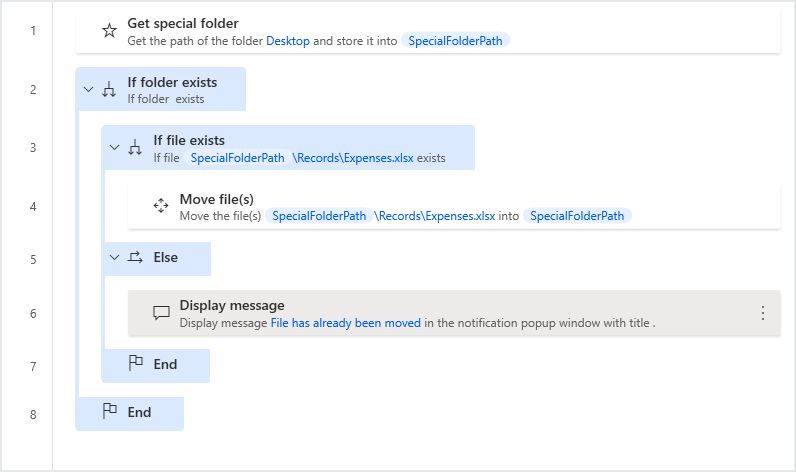 1
Get special folder
Get the path of the folder Desktop and store it into SpecialFolderPath
2
If folder exists
If folder exists
3
If file exists
If file SpecialFolderPath \Records\Expenses.xlsx exists
4
Move file(s)
Move the file(s) SpecialFolderPath \Records\Expenses.xlsx into SpecialFolderPath
5
Else
6
Display message
Display message File has already been moved in the notification popup window with title .
7
End
8
End